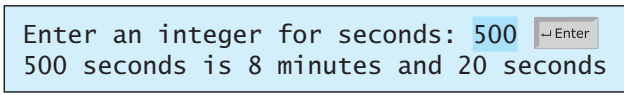 Enter an integer for seconds: 500 ↵Enter
500 seconds is 8 minutes and 20 seconds